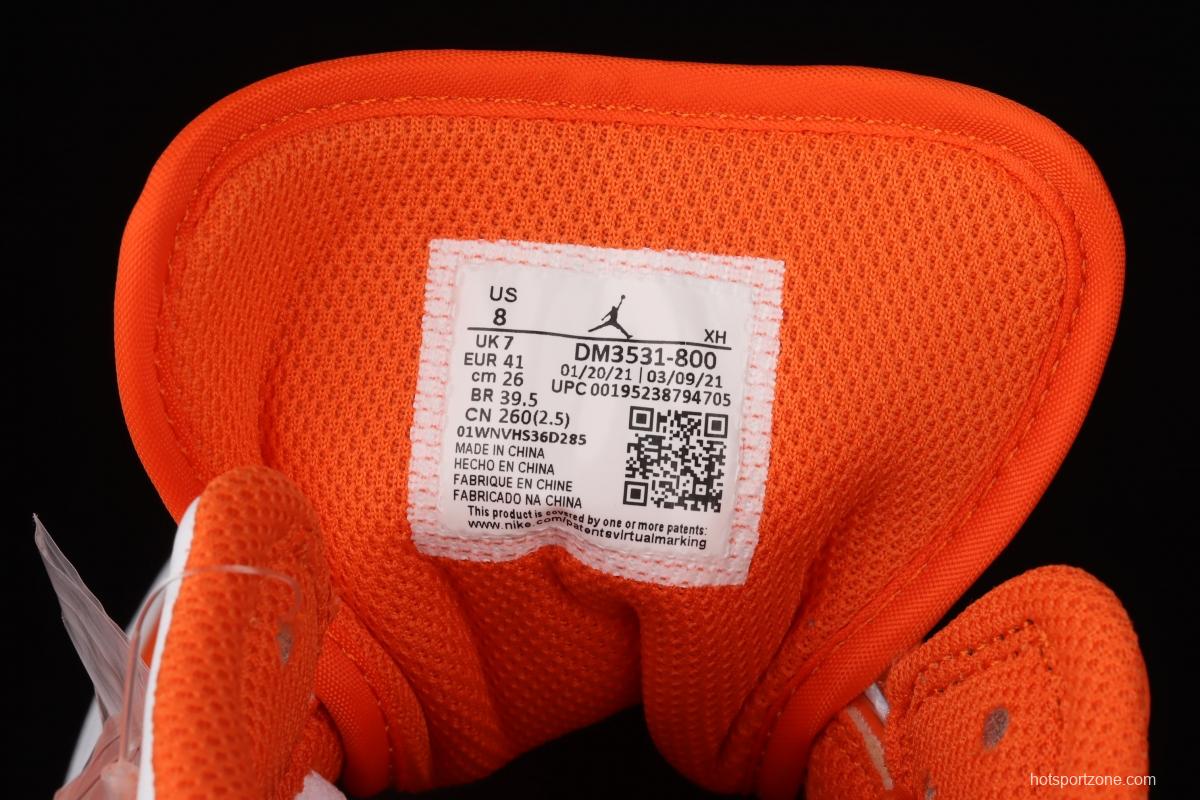 US
8
XH
UK 7
EUR 41
cm 26
BR 39.5
CN 260(2.5)
DM3531-800
01/20/21 | 03/09/21
UPC 00195238794705
01WNVHS36D285
MADE IN CHINA
HECHO EN CHINA
FABRIQUE EN CHINE
FABRICADO NA CHINA
This product is covered by one or more patents:
www.nike.com/patentsvirtualmarking
hotsportzone.com